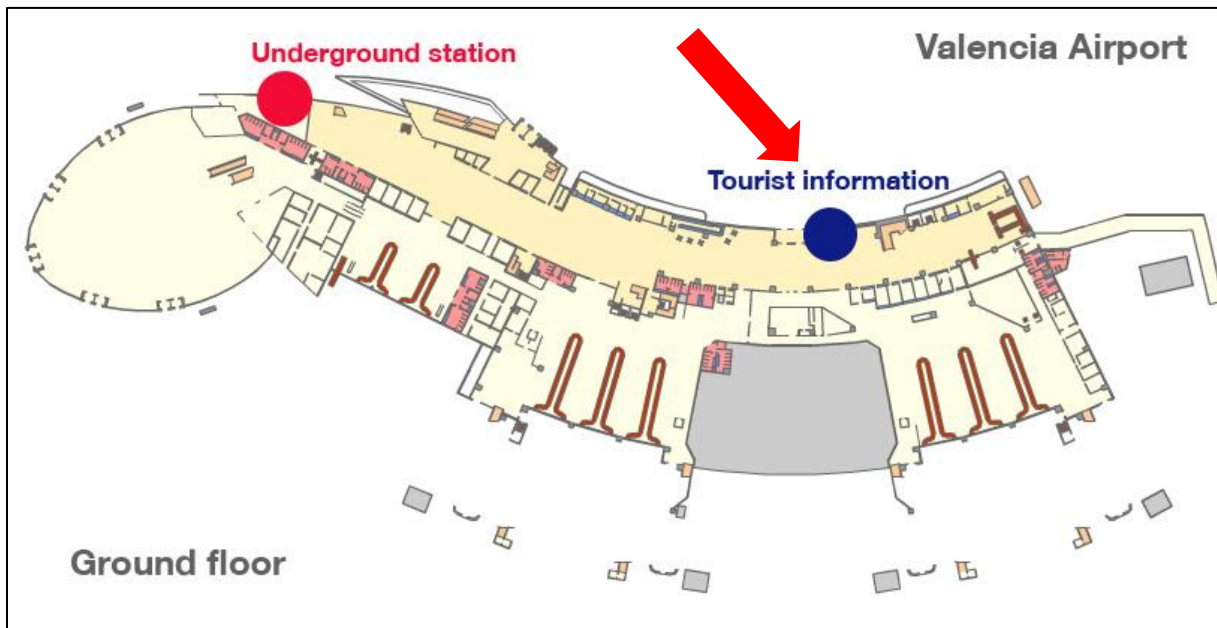 Underground station
Valencia Airport
Tourist information
Ground floor